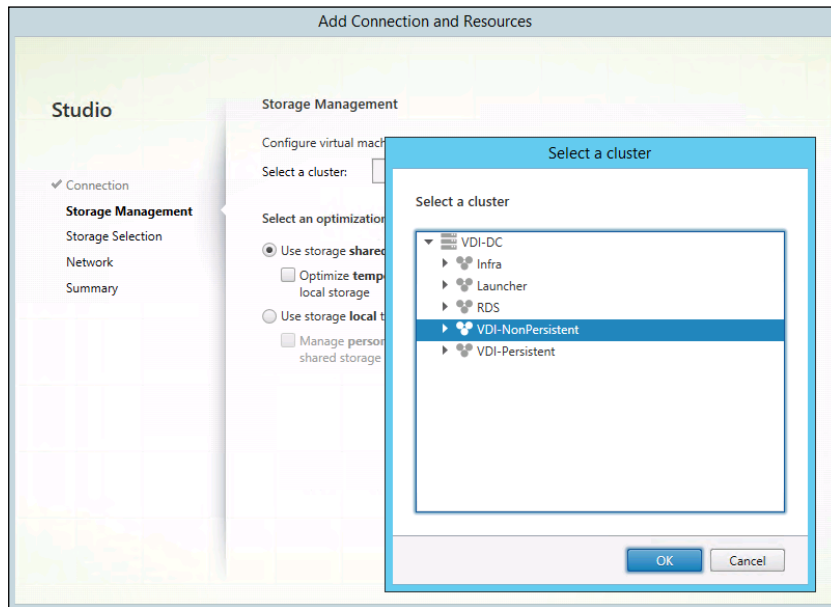 Add Connection and Resources
Studio
Connection
Storage Management
Storage Selection
Network
Summary
Storage Management
Configure virtual mach
Select a cluster:
Select an optimization
Use storage shared
Optimize tempo
local storage
Use storage local t
Manage person
shared storage
Select a cluster
Select a cluster
VDI-DC
Infra
Launcher
RDS
VDI-NonPersistent
VDI-Persistent
OK
Cancel